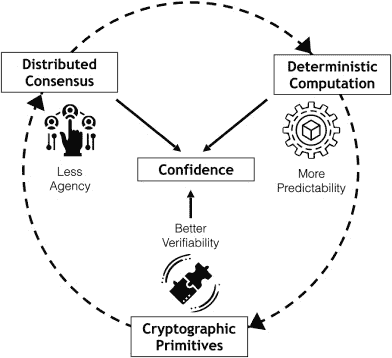 Distributed
Consensus
Deterministic
Computation
Less
Agency
Confidence
More
Predictability
Better
Verifiability
Cryptographic
Primitives